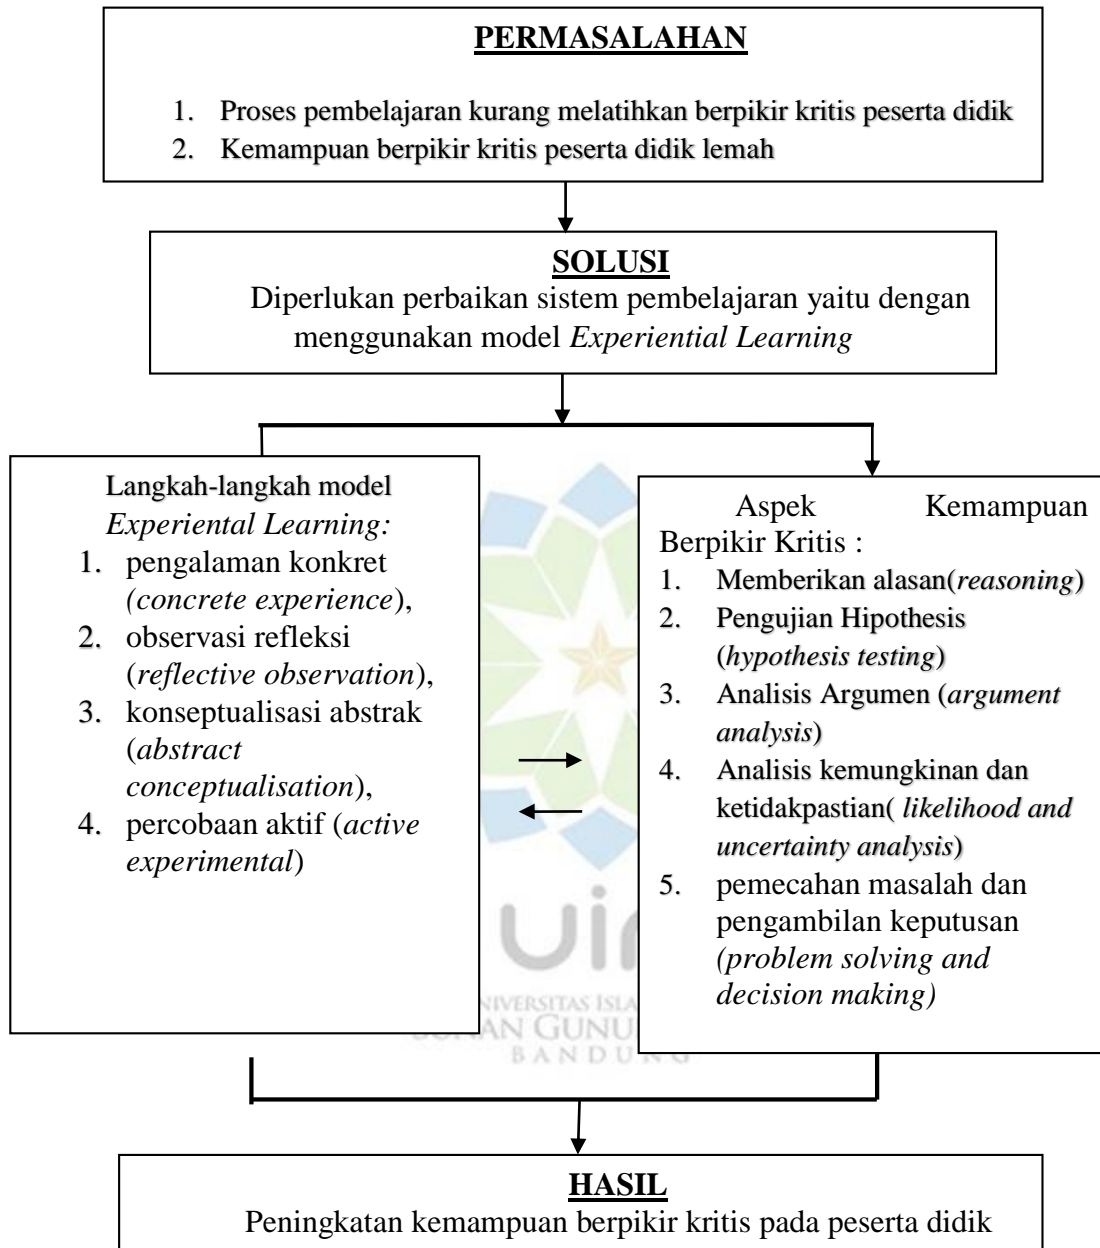 PERMASALAHAN
1. Proses pembelajaran kurang melatihkan berpikir kritis peserta didik
2. Kemampuan berpikir kritis peserta didik lemah
SOLUSI
Diperlukan perbaikan sistem pembelajaran yaitu dengan
menggunakan model Experiential Learning
Langkah-langkah model
Experiental Learning:
1. pengalaman konkret
(concrete experience),
2. observasi refleksi
(reflective observation),
3. konseptualisasi abstrak
(abstract
conceptualisation),
4. percobaan aktif (active
experimental)
Aspek Kemampuan
Berpikir Kritis :
1. Memberikan alasan(reasoning)
2. Pengujian Hipothesis
(hypothesis testing)
3. Analisis Argumen (argument
analysis)
4. Analisis kemungkinan dan
ketidakpastian( likelihood and
uncertainty analysis)
5. pemecahan masalah dan
pengambilan keputusan
(problem solving and
decision making)
BANDUNG
HASIL
Peningkatan kemampuan berpikir kritis pada peserta didik